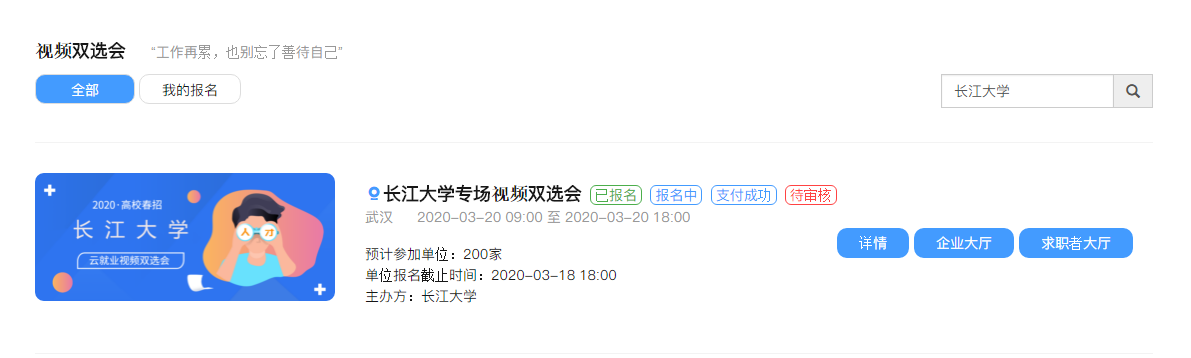 视频双选会 “工作再累，也别忘了善待自己”
全部 我的报名 长江大学
2020·高校春招
长江大学
云就业视频双选会
人才
长江大学专场视频双选会 已报名 报名中 支付成功 待审核
武汉 2020-03-20 09:00 至 2020-03-20 18:00
详情 企业大厅 求职者大厅
预计参加单位：200家
单位报名截止时间：2020-03-18 18:00
主办方：长江大学